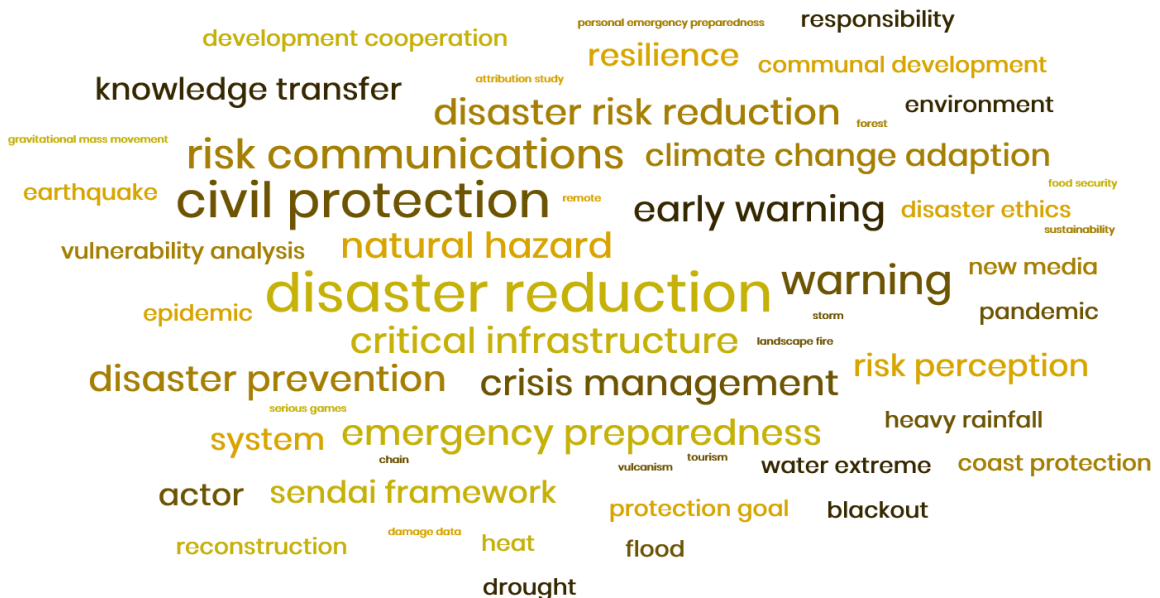 personal emergency preparedness
responsibility
development cooperation
resilience
communal development
attribution study
knowledge transfer
disaster risk reduction
environment
forest
gravitational mass movement
risk communications
climate change adaption
earthquake
civil protection
remote
early warning
food security
disaster ethics
sustainability
vulnerability analysis
natural hazard
new media
disaster reduction
warning
epidemic
storm
pandemic
critical infrastructure
landscape fire
risk perception
disaster prevention
crisis management
serious games
heavy rainfall
system
emergency preparedness
chain
vulcanism
tourism
water extreme
coast protection
actor
sendai framework
protection goal
blackout
reconstruction
damage data
heat
flood
drought